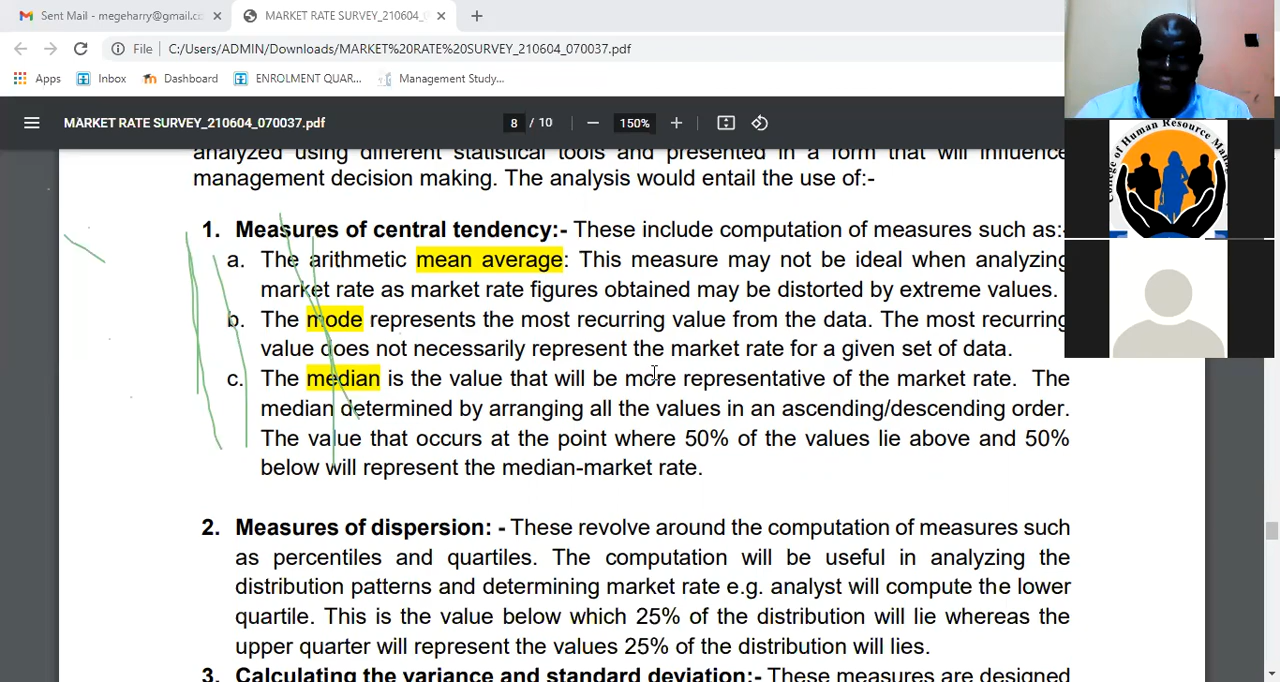 Sent Mail - megeharry@gmail.cc
MARKET RATE SURVEY_210604_0
File
C:/Users/ADMIN/Downloads/MARKET%20RATE%20SURVEY_210604_070037.pdf
Apps
Inbox
Dashboard
ENROLMENT QUAR...
Management Study...
MARKET RATE SURVEY_210604_070037.pdf
8 / 10
150%
analyzed using different statistical tools and presented in a form that will influence
management decision making. The analysis would entail the use of:-
1. Measures of central tendency:- These include computation of measures such as:-
a. The arithmetic mean average: This measure may not be ideal when analyzing
market rate as market rate figures obtained may be distorted by extreme values.
b. The mode represents the most recurring value from the data. The most recurring
value does not necessarily represent the market rate for a given set of data.
c. The median is the value that will be more representative of the market rate. The
median determined by arranging all the values in an ascending/descending order.
The value that occurs at the point where 50% of the values lie above and 50%
below will represent the median-market rate.
2. Measures of dispersion: - These revolve around the computation of measures such
as percentiles and quartiles. The computation will be useful in analyzing the
distribution patterns and determining market rate e.g. analyst will compute the lower
quartile. This is the value below which 25% of the distribution will lie whereas the
upper quarter will represent the values 25% of the distribution will lies.
3. Calculating the variance and standard deviation:- These measures are designed
College of Human Resource Mana